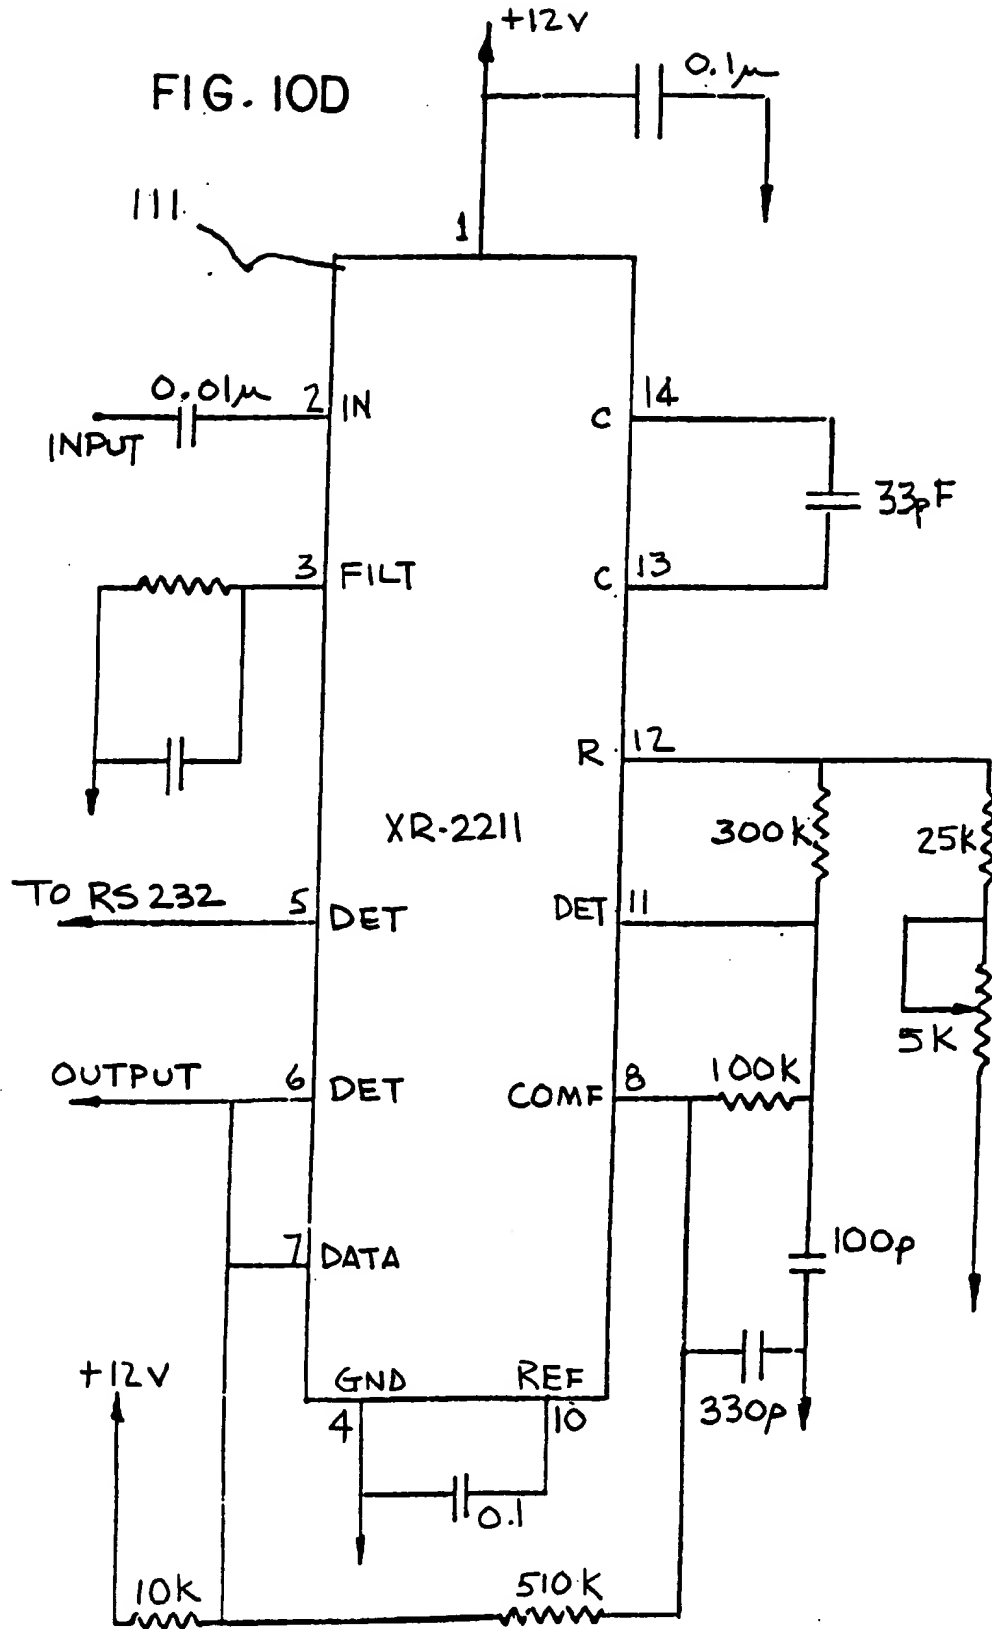 +12v
0.1μ
FIG. 10D
111
1
0.01μ
2 IN
INPUT
14
C
33pF
3 FILT
13
C
12
R
XR-2211
300k
25k
TO RS 232
5 DET
DET 11
5K
OUTPUT
6 DET
COMF 8
100k
7 DATA
100p
+12V
GND
REF
4
10
330p
0.1
10k
510k